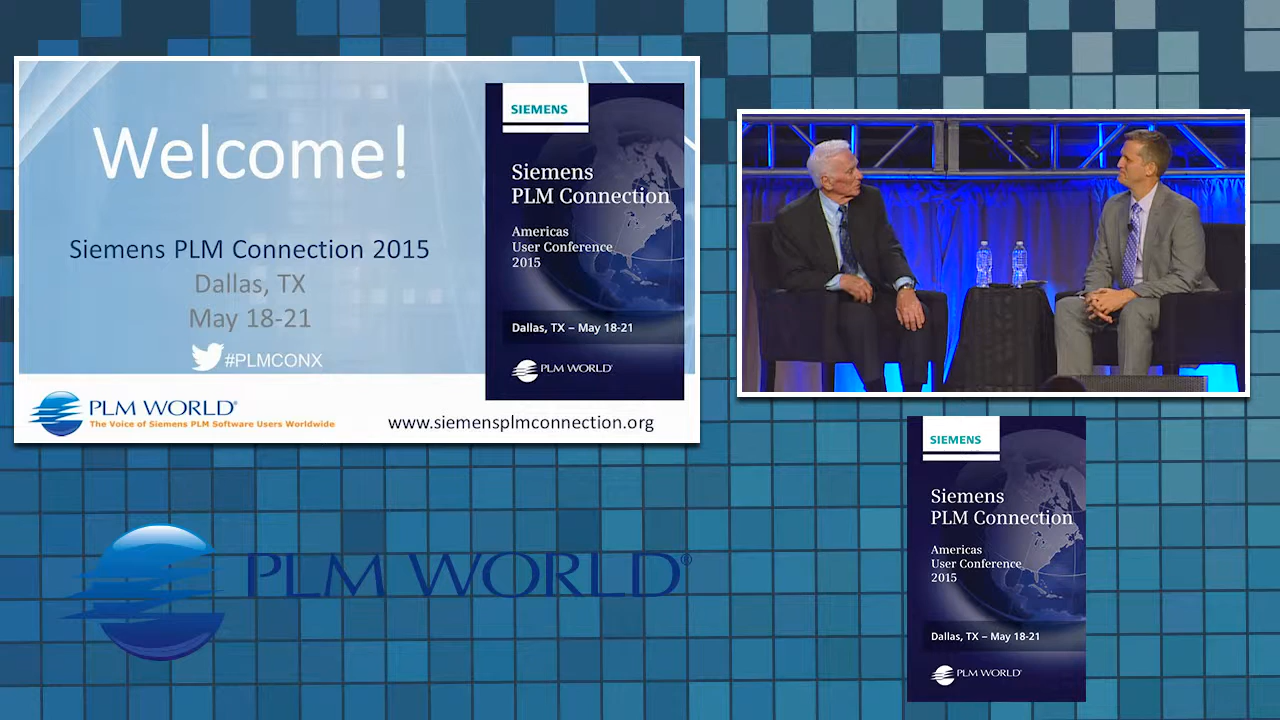 Welcome!
Siemens PLM Connection 2015
Dallas, TX
May 18-21
#PLMCONX
PLM WORLD®
The Voice of Siemens PLM Software Users Worldwide
www.siemensplmconnection.org
SIEMENS
Siemens
PLM Connection
Americas
User Conference
2015
Dallas, TX – May 18-21
PLM WORLD®
SIEMENS
Siemens
PLM Connection
Americas
User Conference
2015
Dallas, TX – May 18-21
PLM WORLD®
PLM WORLD®